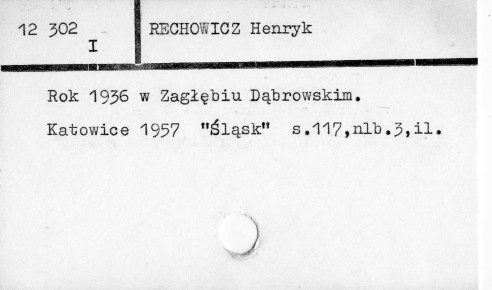 12 302 RECHOWICZ Henryk
I
Rok 1936 w Zagłębiu Dąbrowskim.
Katowice 1957 "Śląsk" s.117,nlb.3,il.